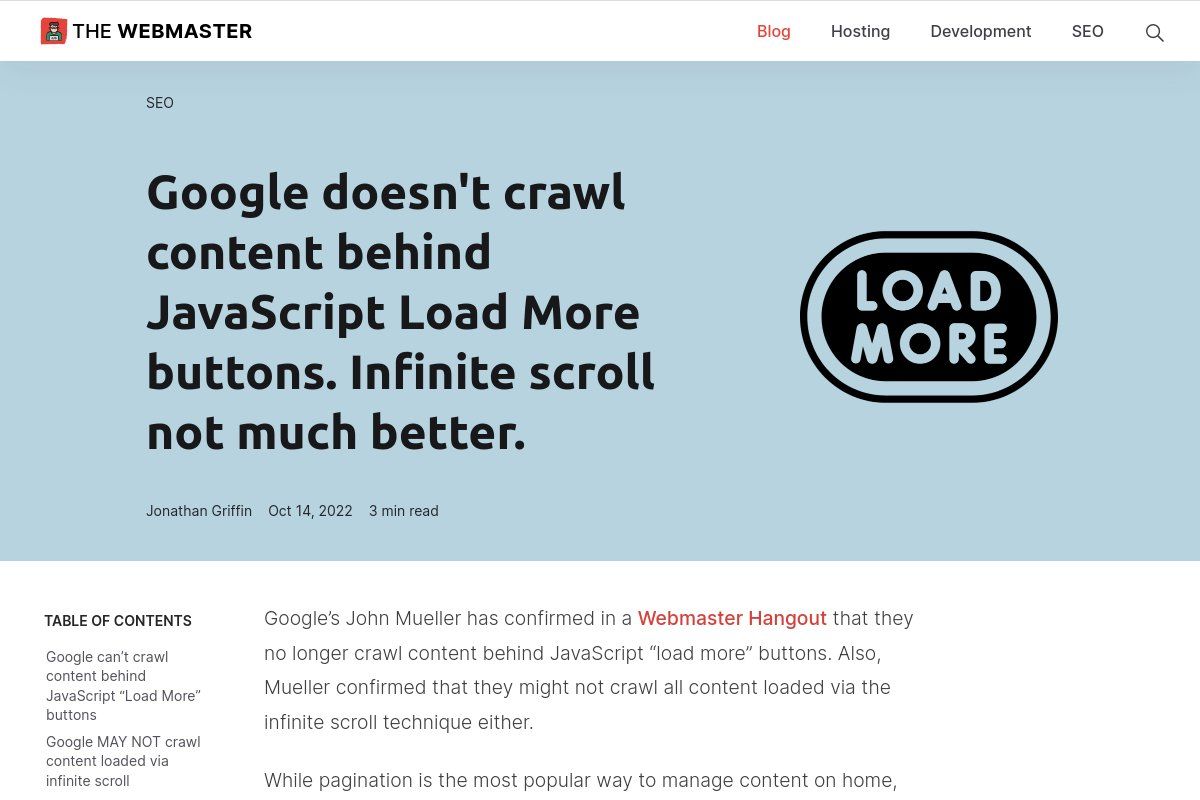 THE WEBMASTER
Blog
Hosting
Development
SEO
SEO
Google doesn't crawl
content behind
JavaScript Load More
buttons. Infinite scroll
not much better.
LOAD
MORE
Jonathan Griffin
Oct 14, 2022
3 min read
TABLE OF CONTENTS
Google can’t crawl
content behind
JavaScript “Load More”
buttons
Google MAY NOT crawl
content loaded via
infinite scroll
Google’s John Mueller has confirmed in a Webmaster Hangout that they
no longer crawl content behind JavaScript “load more” buttons. Also,
Mueller confirmed that they might not crawl all content loaded via the
infinite scroll technique either.
While pagination is the most popular way to manage content on home,